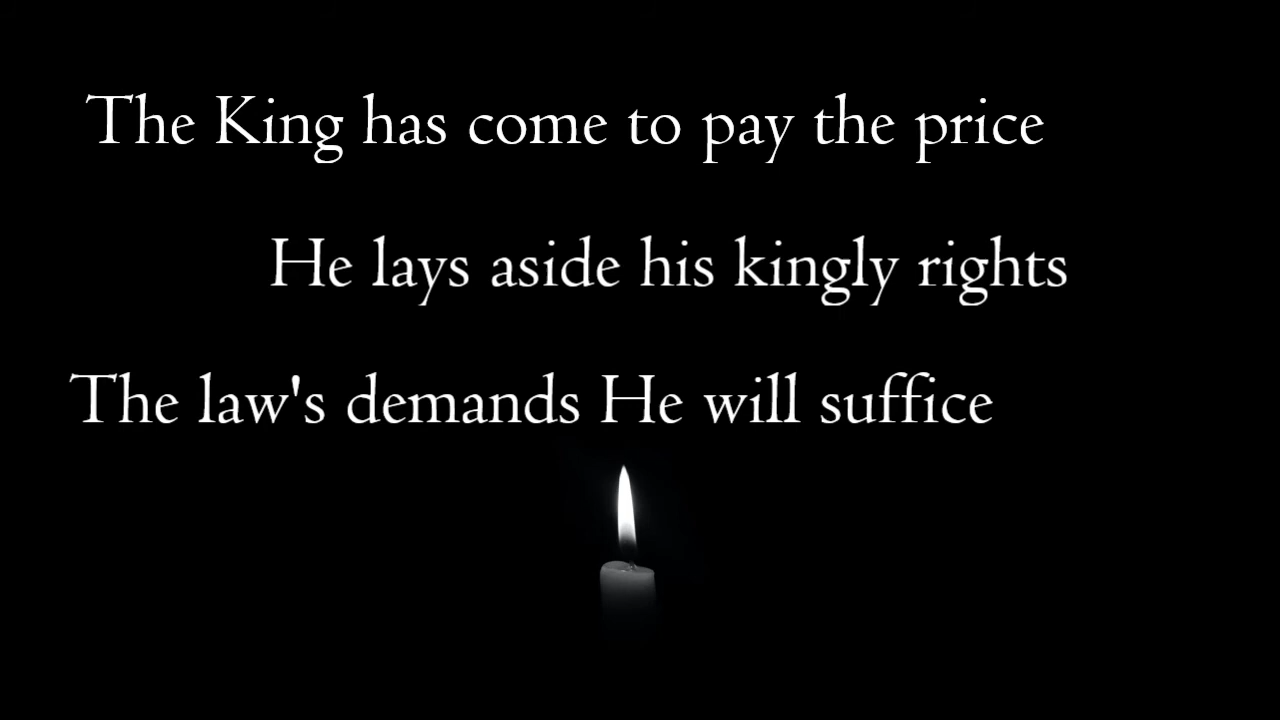 The King has come to pay the price
He lays aside his kingly rights
The law's demands He will suffice